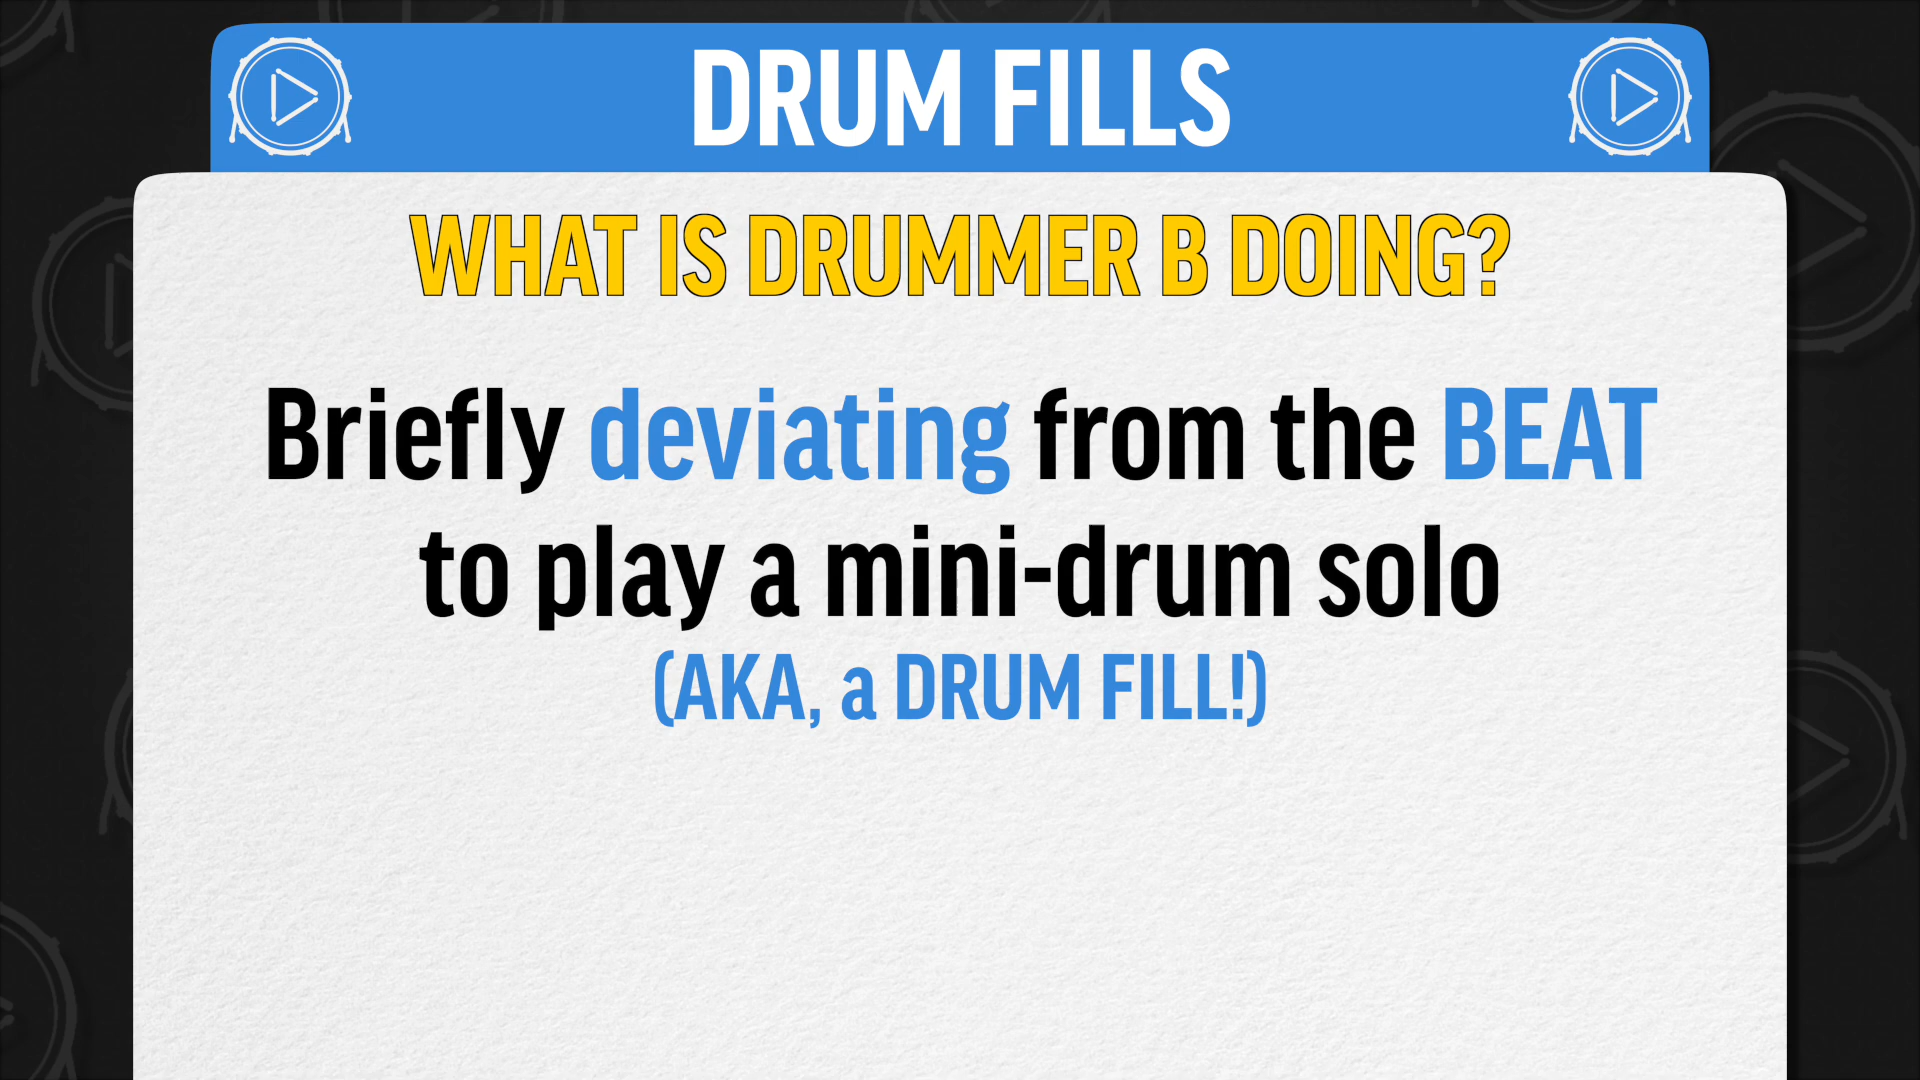 DRUM FILLS
WHAT IS DRUMMER B DOING?
Briefly deviating from the BEAT
to play a mini-drum solo
(AKA, a DRUM FILL!)